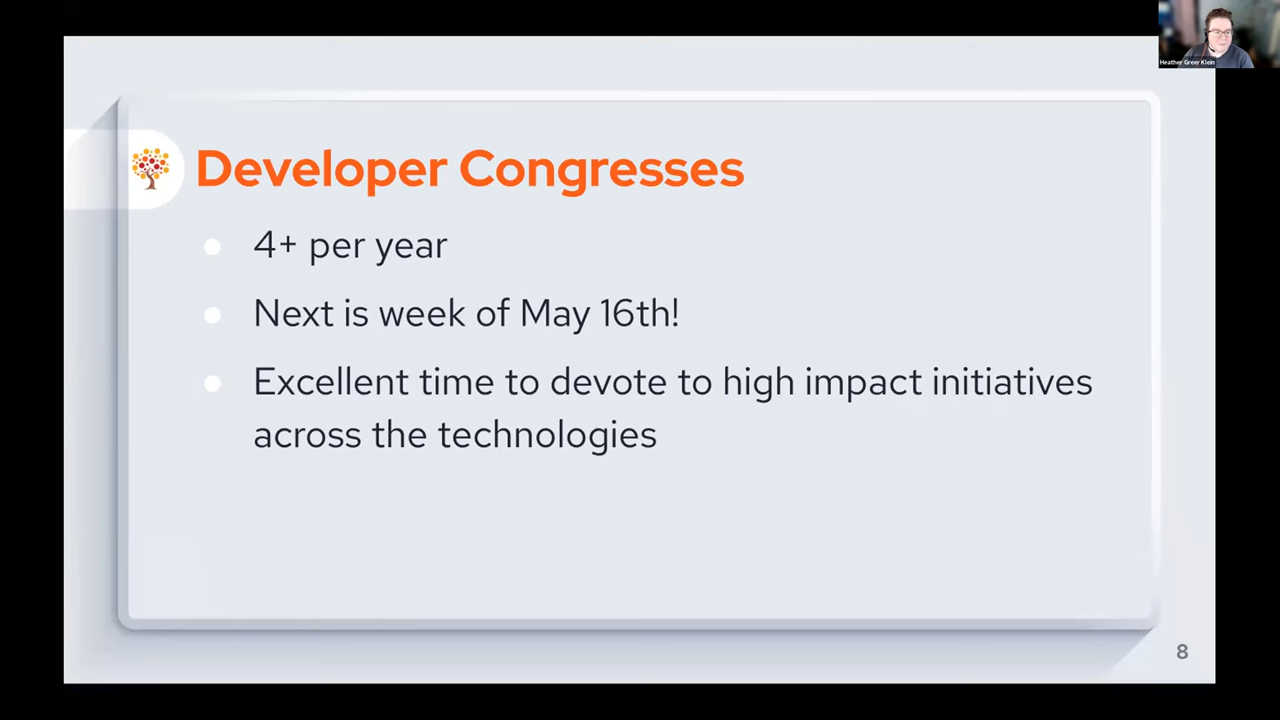 Heather Greer Klein
Developer Congresses
4+ per year
Next is week of May 16th!
Excellent time to devote to high impact initiatives
across the technologies
8